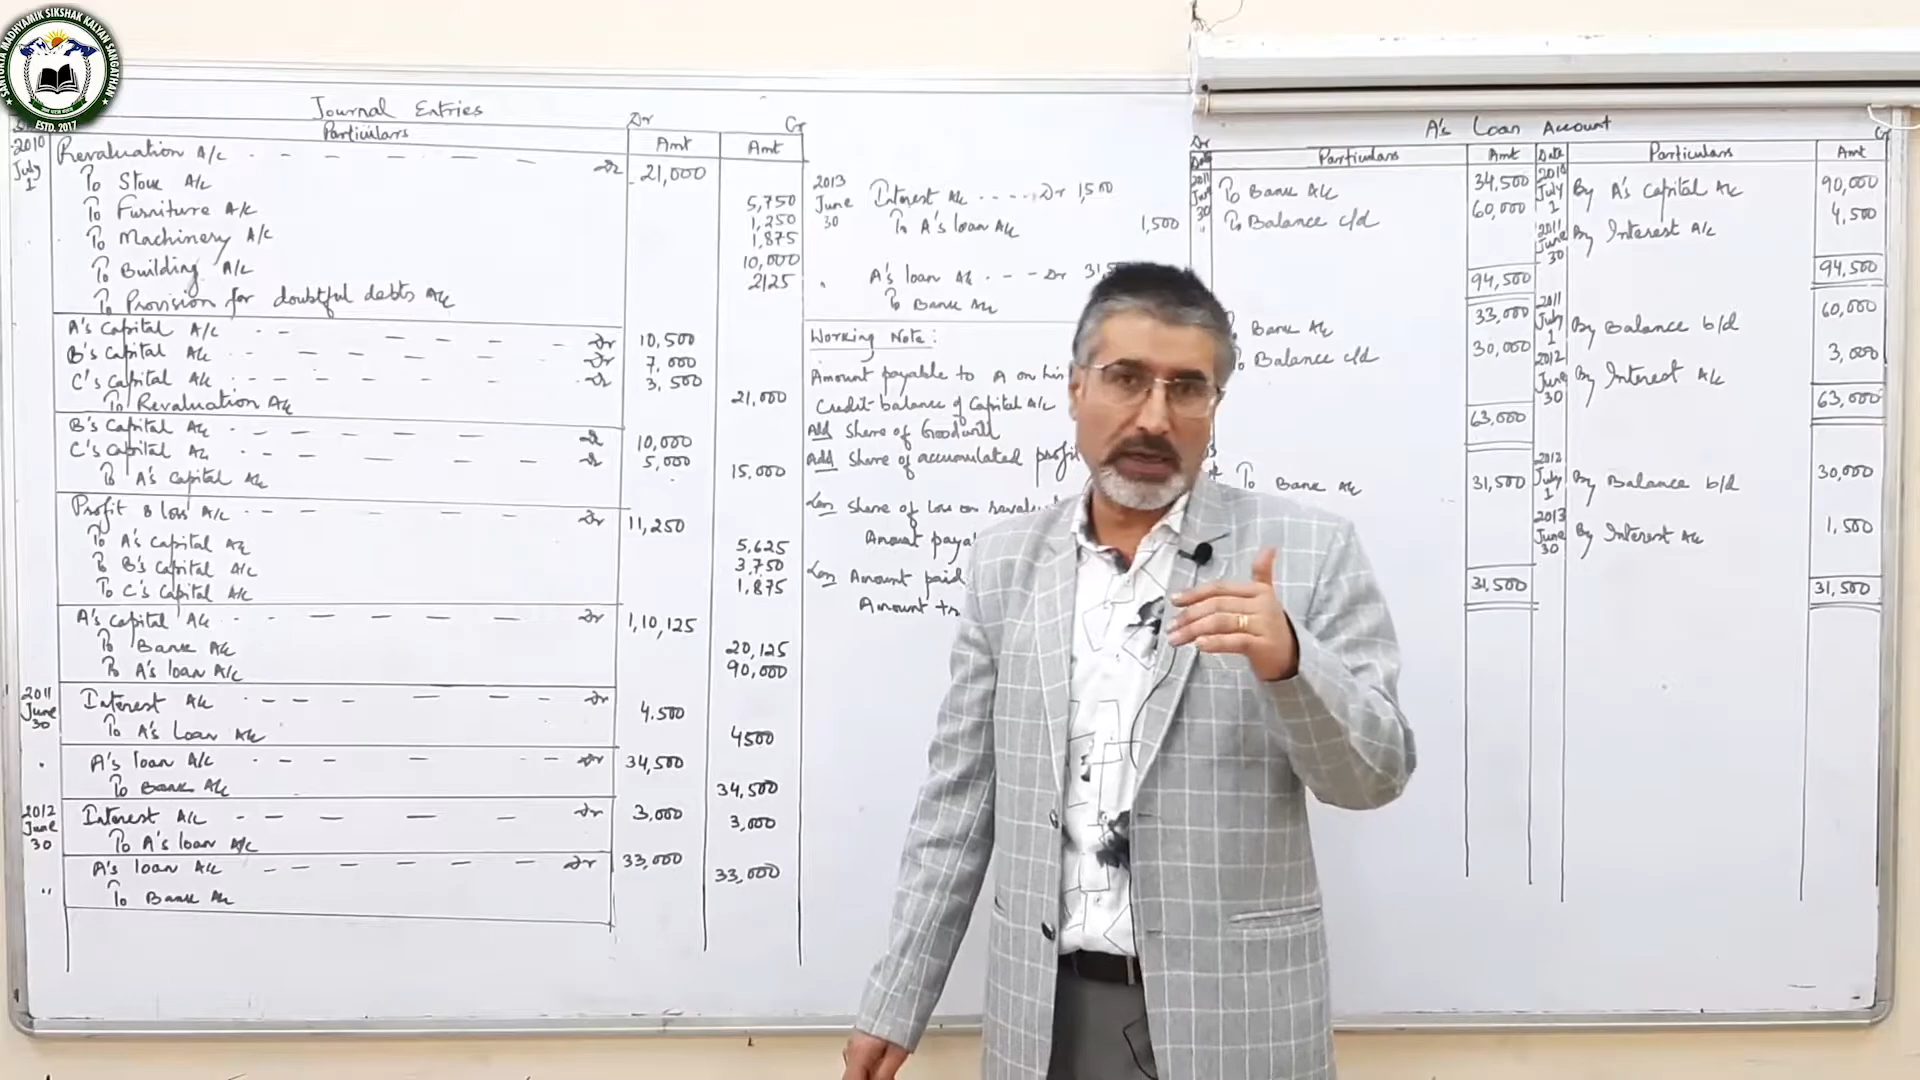 SANYUKTA MADHYAMIK SIKSHAK KALYAN SANGATHAN
ESTD. 2017
Journal Entries
Dr Cr
Particulars Amt Amt
2010 July 1 Revaluation A/c Dr 21,000
To Stock A/c 5,750
To Furniture A/c 1,250
To Machinery A/c 1,875
To Building A/c 10,000
To Provision for doubtful debts A/c 2125
A's Capital A/c Dr 10,500
B's Capital A/c Dr 7,000
C's Capital A/c Dr 3,500
To Revaluation A/c 21,000
B's Capital A/c Dr 10,000
C's Capital A/c Dr 5,000
To A's Capital A/c 15,000
Profit & loss A/c Dr 11,250
To A's Capital A/c 5,625
To B's Capital A/c 3,750
To C's Capital A/c 1,875
A's Capital A/c Dr 1,10,125
To Bank A/c 20,125
To A's loan A/c 90,000
2011 June 30 Interest A/c Dr 4,500
To A's Loan A/c 4500
" A's loan A/c Dr 34,500
To Bank A/c 34,500
2012 June 30 Interest A/c Dr 3,000
To A's loan A/c 3,000
" A's loan A/c Dr 33,000
To Bank A/c 33,000
2013 June 30 Interest A/c Dr 1,500
To A's loan A/c 1,500
" A's loan A/c Dr
To Bank A/c
Working Note:
Amount payable to A on his
Credit balance of Capital A/c
Add Share of Goodwill
Add Share of accumulated profit
Less Share of loss on
Amount
Less Amount paid
Amount
A's Loan Account
Dr Cr
Date Particulars Amt Date Particulars Amt
2011 June 30 To Bank A/c 34,500 2010 July 1 By A's Capital A/c 90,000
" To Balance c/d 60,000 2011 June 30 By Interest A/c 4,500
94,500 94,500
To Bank A/c 33,000 2011 July 1 By Balance b/d 60,000
To Balance c/d 30,000 2012 June 30 By Interest A/c 3,000
63,000 63,000
To Bank A/c 31,500 2012 July 1 By Balance b/d 30,000
2013 June 30 By Interest A/c 1,500
31,500 31,500